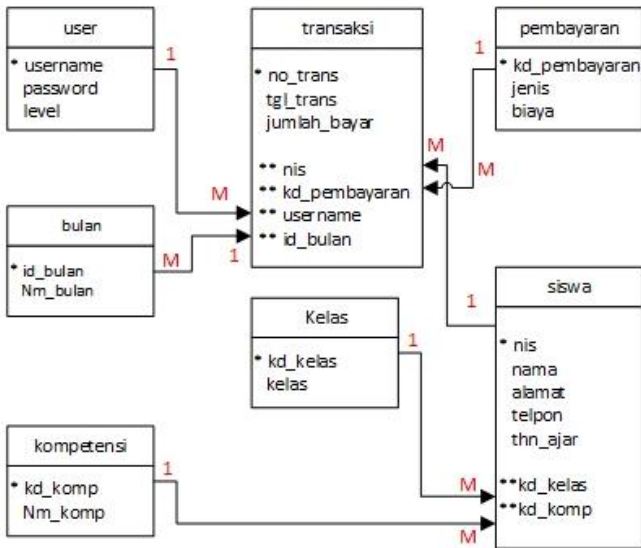 user
* username
password
level
1
transaksi
* no_trans
tgl_trans
jumlah_bayar
** nis
** kd_pembayaran
** username
** id_bulan
pembayaran
* kd_pembayaran
jenis
biaya
1
M
M
M
bulan
* id_bulan
Nm_bulan
M
1
Kelas
* kd_kelas
kelas
1
siswa
* nis
nama
alamat
telpon
thn_ajar
**kd_kelas
**kd_komp
1
kompetensi
* kd_komp
Nm_komp
1
M
M